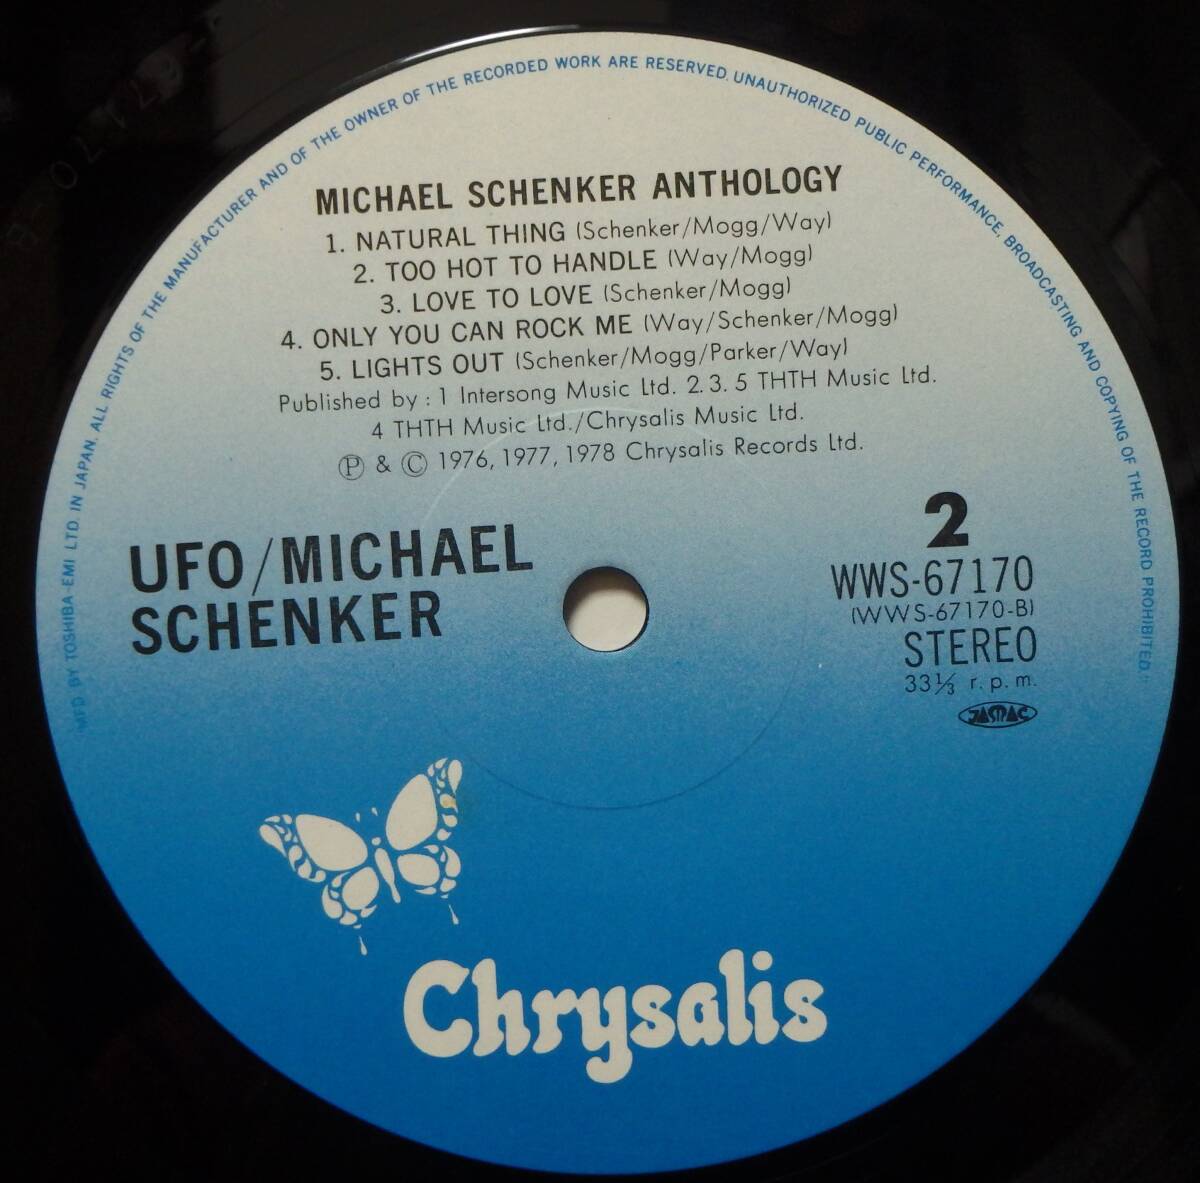 MFD BY TOSHIBA-EMI LTD. IN JAPAN. ALL RIGHTS OF THE MANUFACTURER AND OF THE OWNER OF THE RECORDED WORK ARE RESERVED. UNAUTHORIZED PUBLIC PERFORMANCE, BROADCASTING AND COPYING OF THE RECORD PROHIBITED.
MICHAEL SCHENKER ANTHOLOGY
1. NATURAL THING (Schenker/Mogg/Way)
2. TOO HOT TO HANDLE (Way/Mogg)
3. LOVE TO LOVE (Schenker/Mogg)
4. ONLY YOU CAN ROCK ME (Way/Schenker/Mogg)
5. LIGHTS OUT (Schenker/Mogg/Parker/Way)
Published by : 1 Intersong Music Ltd. 2. 3. 5 THTH Music Ltd.
4 THTH Music Ltd./Chrysalis Music Ltd.
Ⓟ & © 1976, 1977, 1978 Chrysalis Records Ltd.
UFO/MICHAEL
SCHENKER
2
WWS-67170
(WWS-67170-B)
STEREO
33⅓ r.p.m.
JASRAC
Chrysalis